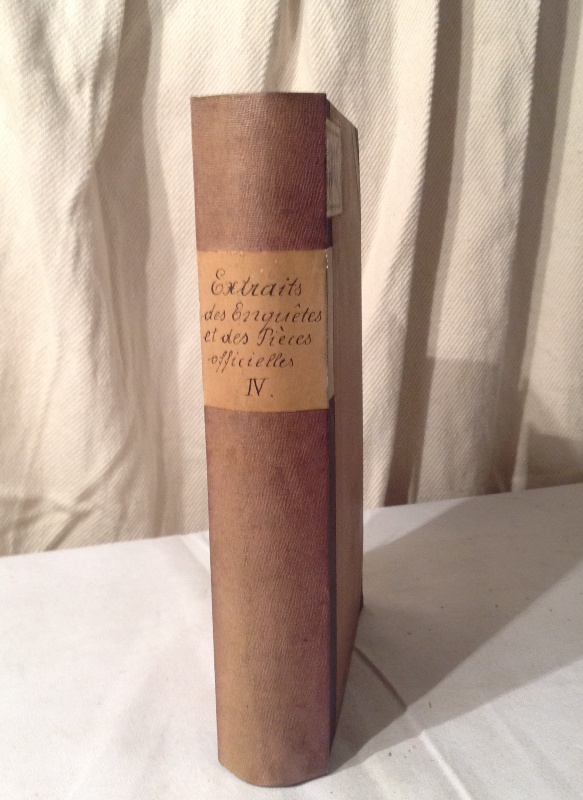 Extraits
des Enquêtes
et des Pièces
officielles
IV.